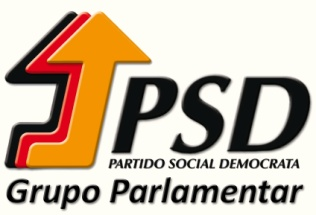 PSD
PARTIDO SOCIAL DEMOCRATA
Grupo Parlamentar